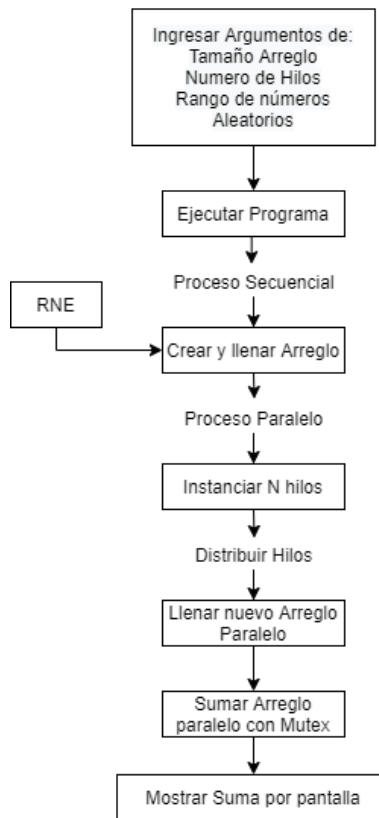 Ingresar Argumentos de:
Tamaño Arreglo
Numero de Hilos
Rango de números
Aleatorios
Ejecutar Programa
Proceso Secuencial
RNE
Crear y llenar Arreglo
Proceso Paralelo
Instanciar N hilos
Distribuir Hilos
Llenar nuevo Arreglo
Paralelo
Sumar Arreglo
paralelo con Mutex
Mostrar Suma por pantalla